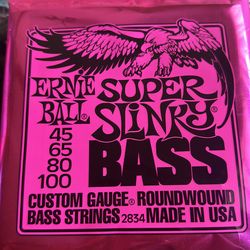 ERNIE BALL
SUPER SLINKY
BASS
45
65
80
100
CUSTOM GAUGE® ROUNDWOUND
BASS STRINGS 2834 MADE IN USA